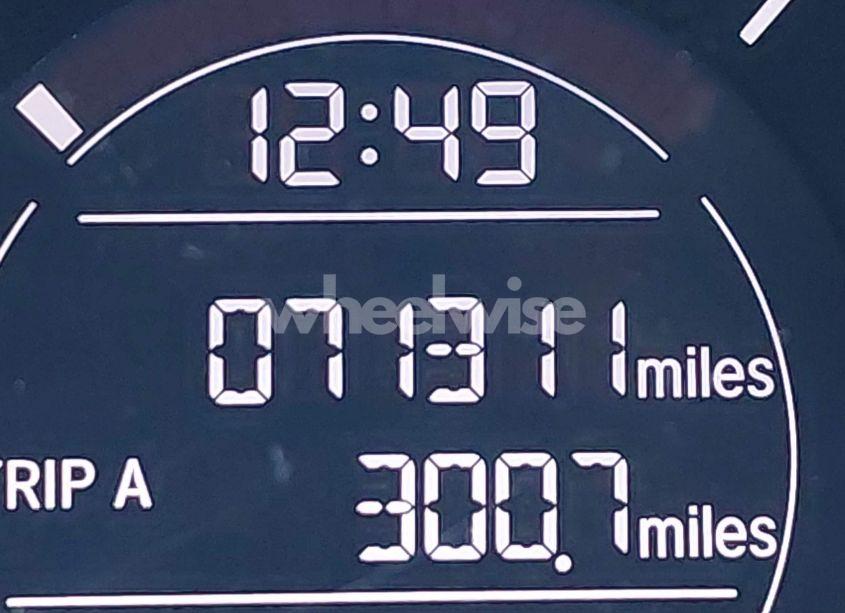 12:49
wheelwise
071311 miles
TRIP A 300.7 miles